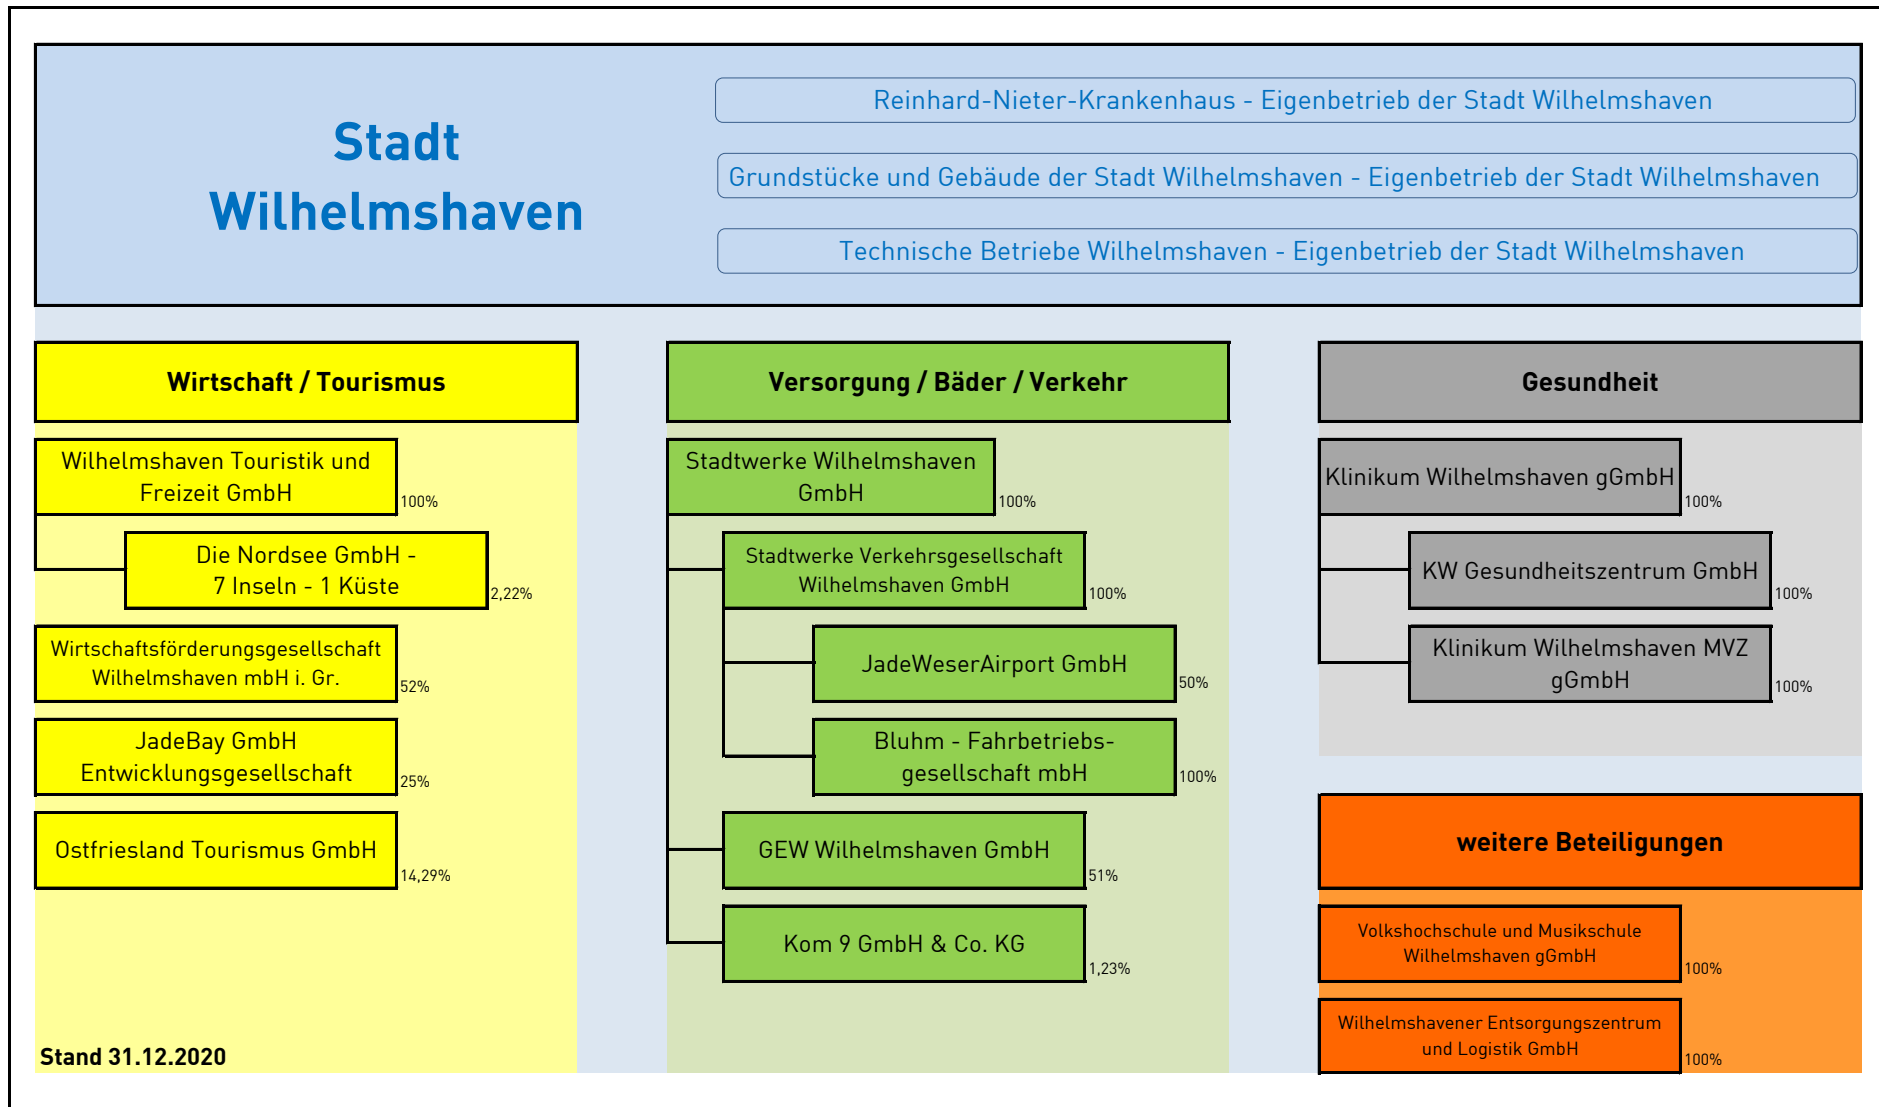 Stadt
Wilhelmshaven
Reinhard-Nieter-Krankenhaus - Eigenbetrieb der Stadt Wilhelmshaven
Grundstücke und Gebäude der Stadt Wilhelmshaven - Eigenbetrieb der Stadt Wilhelmshaven
Technische Betriebe Wilhelmshaven - Eigenbetrieb der Stadt Wilhelmshaven
Wirtschaft / Tourismus
Wilhelmshaven Touristik und
Freizeit GmbH
100%
Die Nordsee GmbH -
7 Inseln - 1 Küste
2,22%
Wirtschaftsförderungsgesellschaft
Wilhelmshaven mbH i. Gr.
52%
JadeBay GmbH
Entwicklungsgesellschaft
25%
Ostfriesland Tourismus GmbH
14,29%
Stand 31.12.2020
Versorgung / Bäder / Verkehr
Stadtwerke Wilhelmshaven
GmbH
100%
Stadtwerke Verkehrsgesellschaft
Wilhelmshaven GmbH
100%
JadeWeserAirport GmbH
50%
Bluhm - Fahrbetriebs-
gesellschaft mbH
100%
GEW Wilhelmshaven GmbH
51%
Kom 9 GmbH & Co. KG
1,23%
Gesundheit
Klinikum Wilhelmshaven gGmbH
100%
KW Gesundheitszentrum GmbH
100%
Klinikum Wilhelmshaven MVZ
gGmbH
100%
weitere Beteiligungen
Volkshochschule und Musikschule
Wilhelmshaven gGmbH
100%
Wilhelmshavener Entsorgungszentrum
und Logistik GmbH
100%